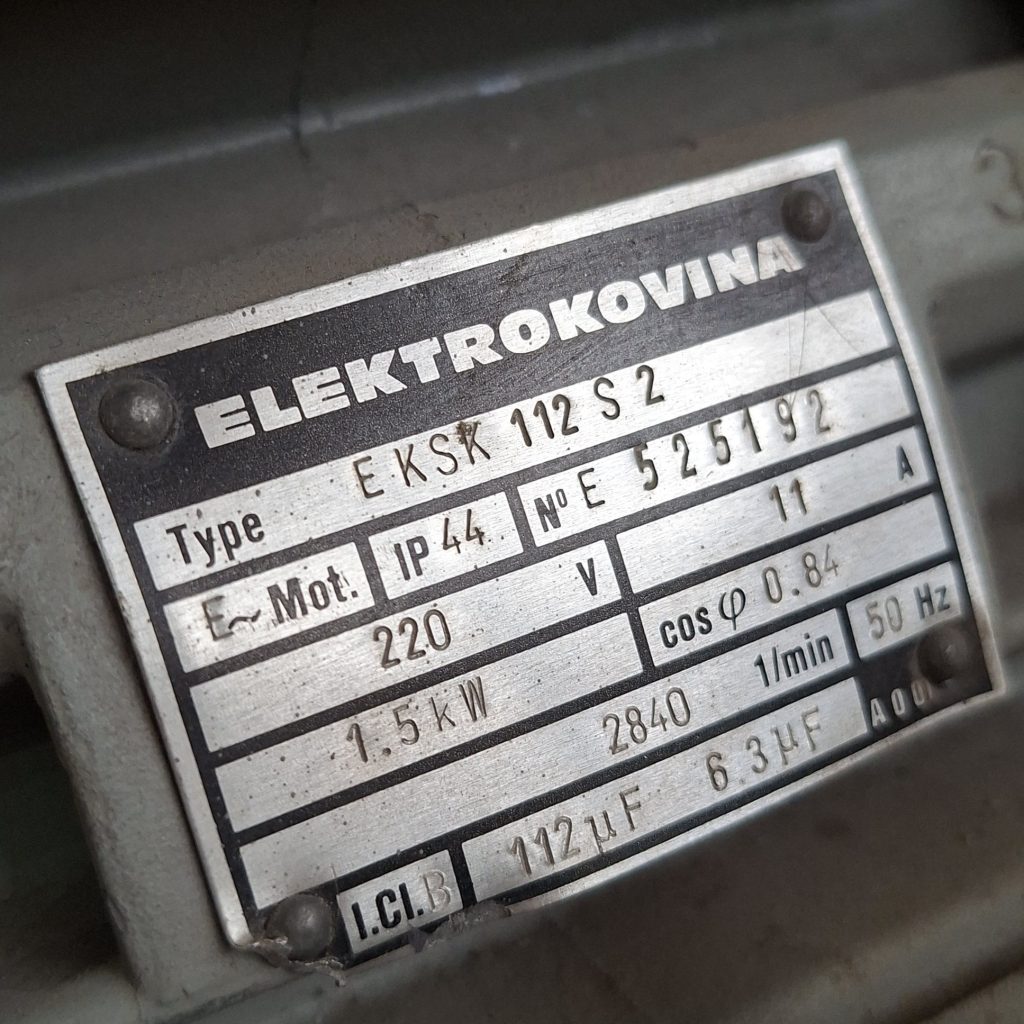 ELEKTROKOVINA
Type EKSK 112 S 2
E~Mot. IP 44 Nº E 525192
220 V 11 A
1.5 kW cos φ 0.84
2840 1/min 50 Hz
I.Cl. B 112 µF 6.3 µF